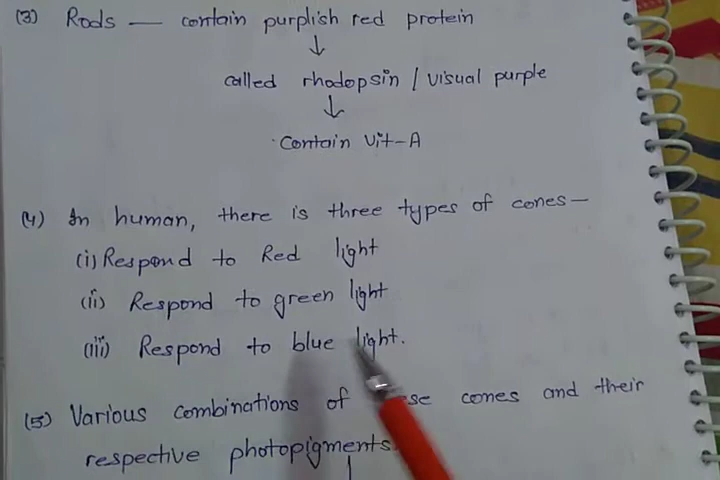 (3) Rods — contain purplish red protein
↓
called rhodopsin / visual purple
↓
Contain Vit-A
(4) In human, there is three types of cones—
(i) Respond to Red light
(ii) Respond to green light
(iii) Respond to blue light.
(5) Various combinations of cones and their
respective photopigments